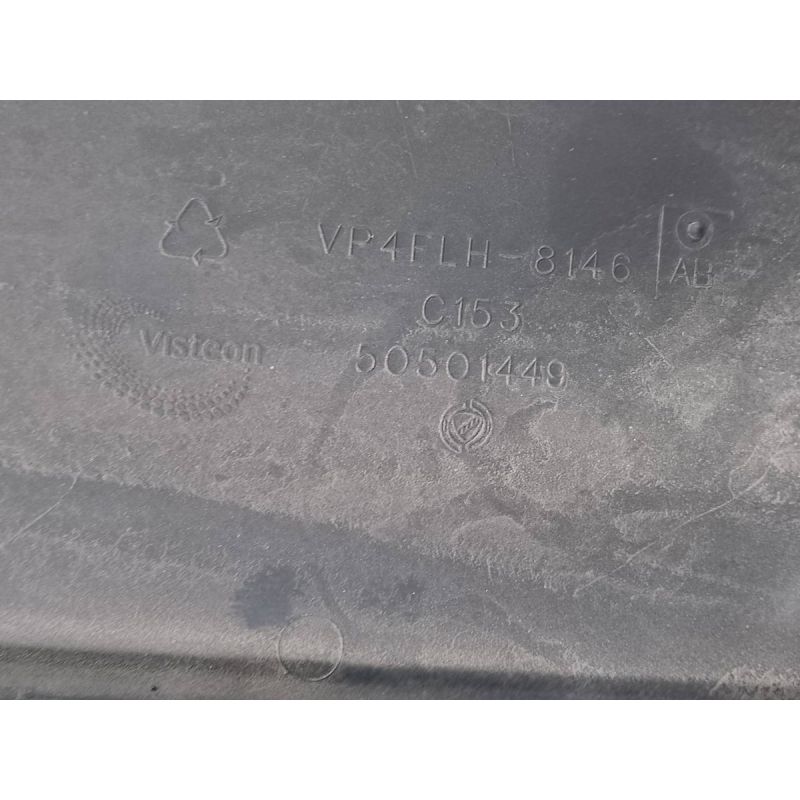 VP4FLH-8146
AB
C153
Visteon
50501449